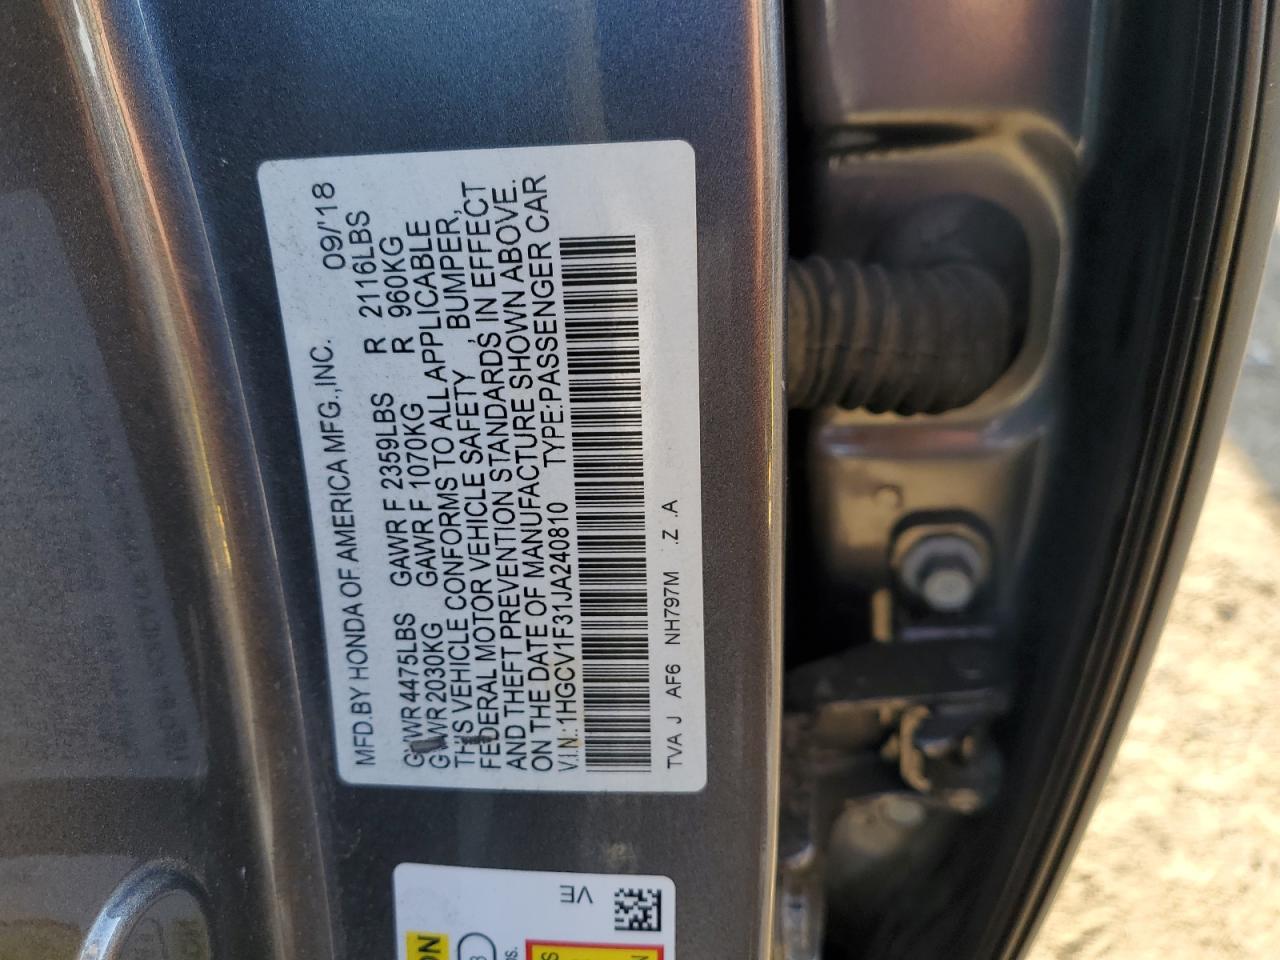 MFD.BY HONDA OF AMERICA MFG.,INC. 09/'18
GVWR 4475LBS GAWR F 2359LBS R 2116LBS
GVWR 2030KG GAWR F 1070KG R 960KG
THIS VEHICLE CONFORMS TO ALL APPLICABLE
FEDERAL MOTOR VEHICLE SAFETY , BUMPER,
AND THEFT PREVENTION STANDARDS IN EFFECT
ON THE DATE OF MANUFACTURE SHOWN ABOVE.
V.I.N.:1HGCV1F31JA240810 TYPE:PASSENGER CAR
TVA J AF6 NH797M .Z .A
VE